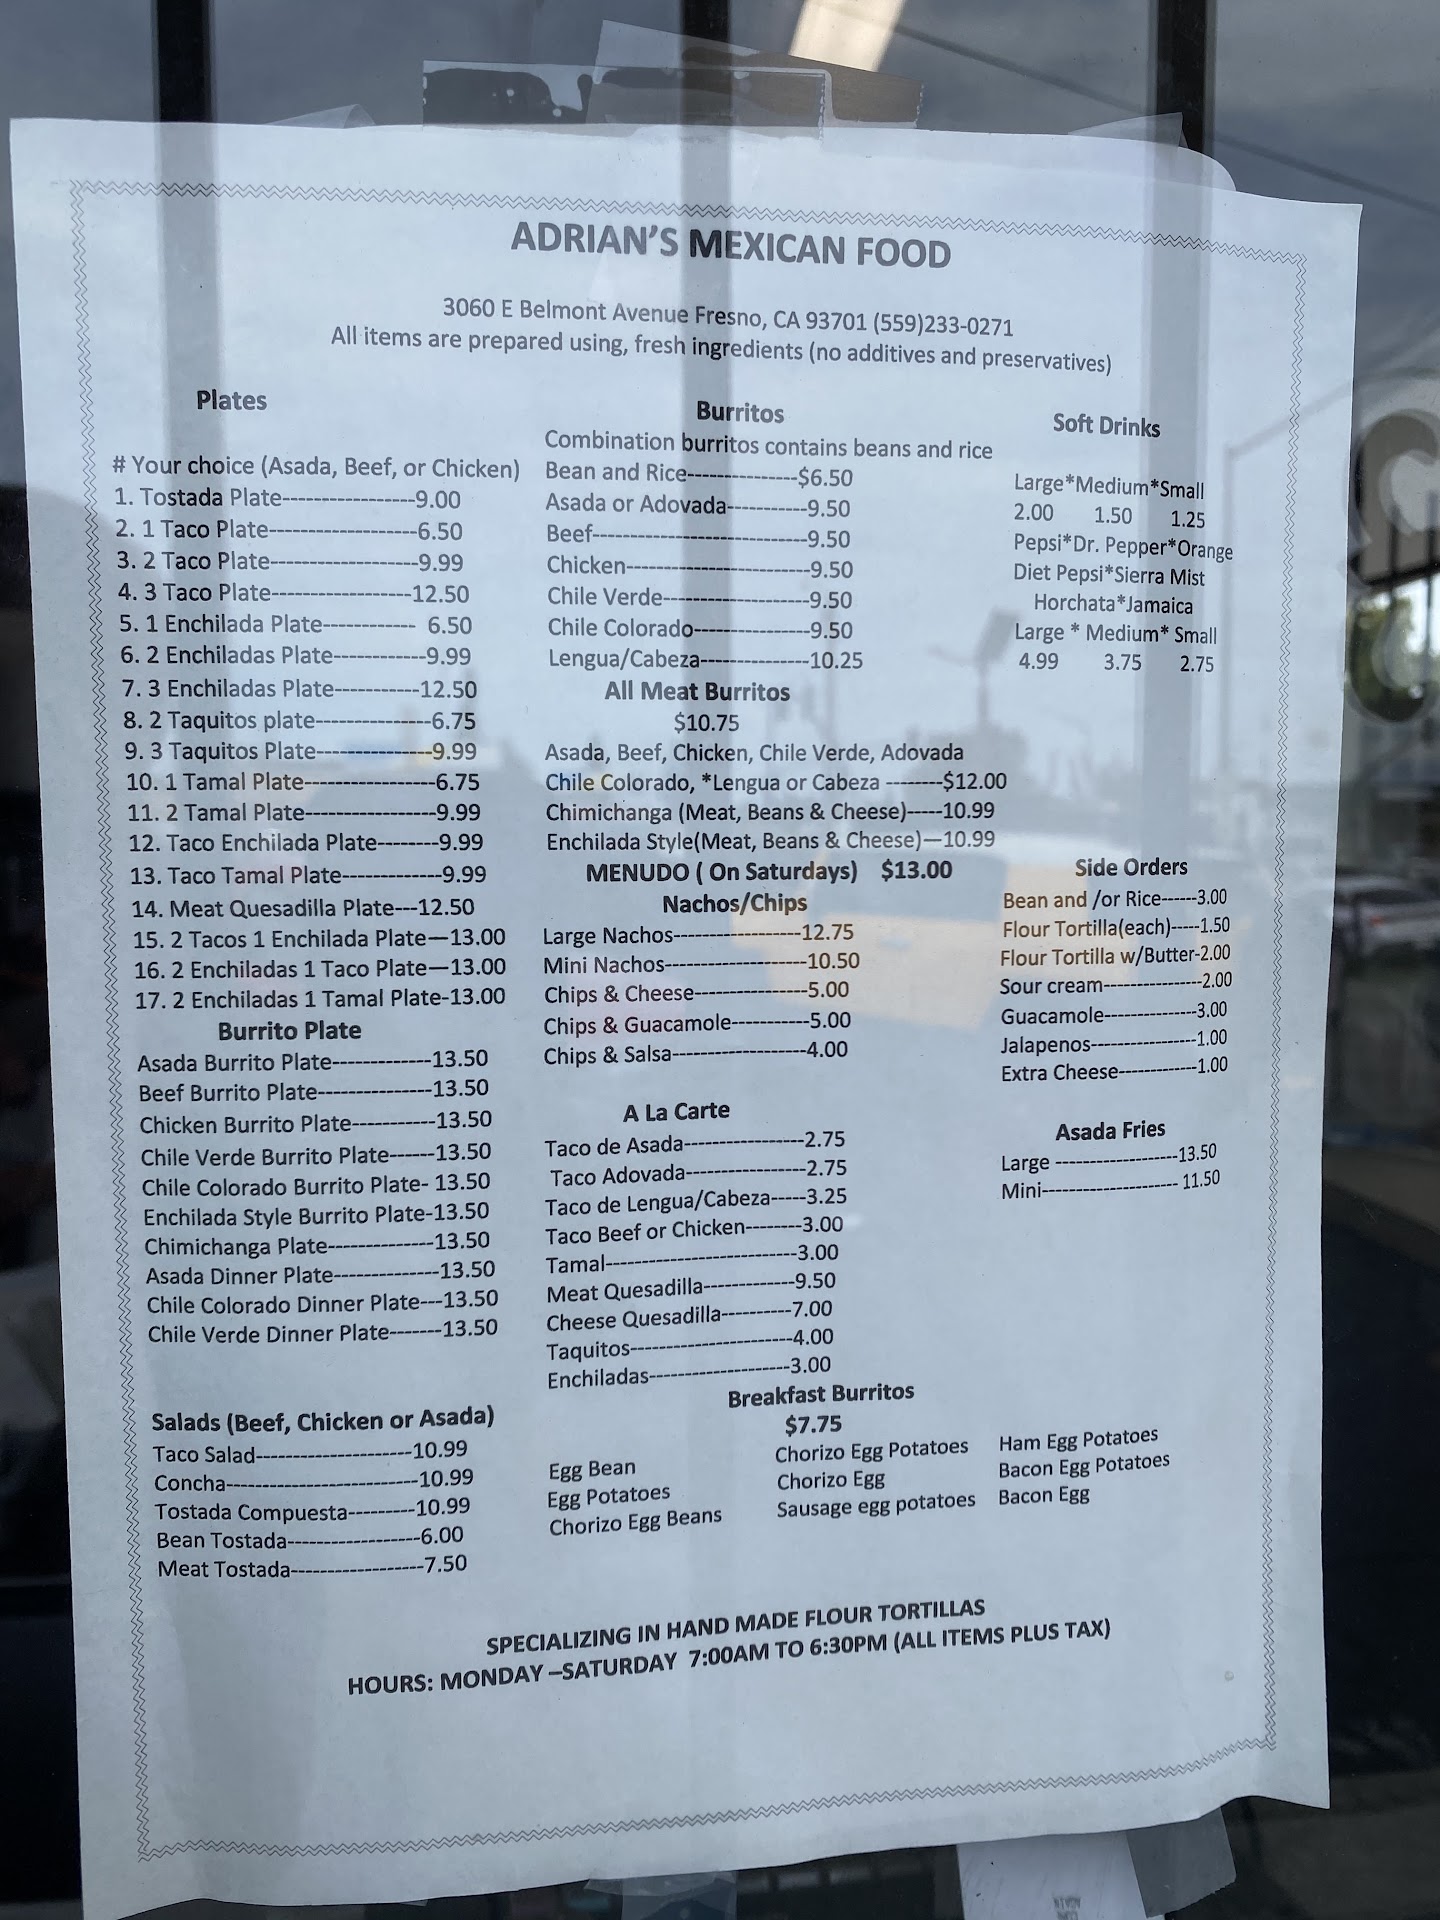 ADRIAN'S MEXICAN FOOD
3060 E Belmont Avenue Fresno, CA 93701 (559)233-0271
All items are prepared using, fresh ingredients (no additives and preservatives)
Plates
# Your choice (Asada, Beef, or Chicken)
1. Tostada Plate-----------------9.00
2. 1 Taco Plate-------------------6.50
3. 2 Taco Plate-------------------9.99
4. 3 Taco Plate------------------12.50
5. 1 Enchilada Plate------------ 6.50
6. 2 Enchiladas Plate------------9.99
7. 3 Enchiladas Plate-----------12.50
8. 2 Taquitos plate---------------6.75
9. 3 Taquitos Plate---------------9.99
10. 1 Tamal Plate-----------------6.75
11. 2 Tamal Plate-----------------9.99
12. Taco Enchilada Plate--------9.99
13. Taco Tamal Plate-------------9.99
14. Meat Quesadilla Plate---12.50
15. 2 Tacos 1 Enchilada Plate—13.00
16. 2 Enchiladas 1 Taco Plate—13.00
17. 2 Enchiladas 1 Tamal Plate-13.00
Burrito Plate
Asada Burrito Plate-------------13.50
Beef Burrito Plate---------------13.50
Chicken Burrito Plate-----------13.50
Chile Verde Burrito Plate------13.50
Chile Colorado Burrito Plate- 13.50
Enchilada Style Burrito Plate-13.50
Chimichanga Plate--------------13.50
Asada Dinner Plate--------------13.50
Chile Colorado Dinner Plate---13.50
Chile Verde Dinner Plate-------13.50
Salads (Beef, Chicken or Asada)
Taco Salad--------------------10.99
Concha-------------------------10.99
Tostada Compuesta---------10.99
Bean Tostada-----------------6.00
Meat Tostada-----------------7.50
Burritos
Combination burritos contains beans and rice
Bean and Rice--------------$6.50
Asada or Adovada-----------9.50
Beef----------------------------9.50
Chicken------------------------9.50
Chile Verde-------------------9.50
Chile Colorado---------------9.50
Lengua/Cabeza--------------10.25
All Meat Burritos
$10.75
Asada, Beef, Chicken, Chile Verde, Adovada
Chile Colorado, *Lengua or Cabeza --------$12.00
Chimichanga (Meat, Beans & Cheese)-----10.99
Enchilada Style(Meat, Beans & Cheese)—10.99
MENUDO ( On Saturdays) $13.00
Nachos/Chips
Large Nachos-----------------12.75
Mini Nachos-------------------10.50
Chips & Cheese---------------5.00
Chips & Guacamole-----------5.00
Chips & Salsa------------------4.00
A La Carte
Taco de Asada-----------------2.75
Taco Adovada-----------------2.75
Taco de Lengua/Cabeza-----3.25
Taco Beef or Chicken--------3.00
Tamal---------------------------3.00
Meat Quesadilla-------------9.50
Cheese Quesadilla----------7.00
Taquitos-----------------------4.00
Enchiladas--------------------3.00
Breakfast Burritos
$7.75
Egg Bean
Egg Potatoes
Chorizo Egg Beans
Chorizo Egg Potatoes
Chorizo Egg
Sausage egg potatoes
Ham Egg Potatoes
Bacon Egg Potatoes
Bacon Egg
Soft Drinks
Large*Medium*Small
2.00 1.50 1.25
Pepsi*Dr. Pepper*Orange
Diet Pepsi*Sierra Mist
Horchata*Jamaica
Large * Medium* Small
4.99 3.75 2.75
Side Orders
Bean and /or Rice------3.00
Flour Tortilla(each)-----1.50
Flour Tortilla w/Butter-2.00
Sour cream----------------2.00
Guacamole---------------3.00
Jalapenos-----------------1.00
Extra Cheese-------------1.00
Asada Fries
Large -------------------13.50
Mini--------------------- 11.50
SPECIALIZING IN HAND MADE FLOUR TORTILLAS
HOURS: MONDAY –SATURDAY 7:00AM TO 6:30PM (ALL ITEMS PLUS TAX)